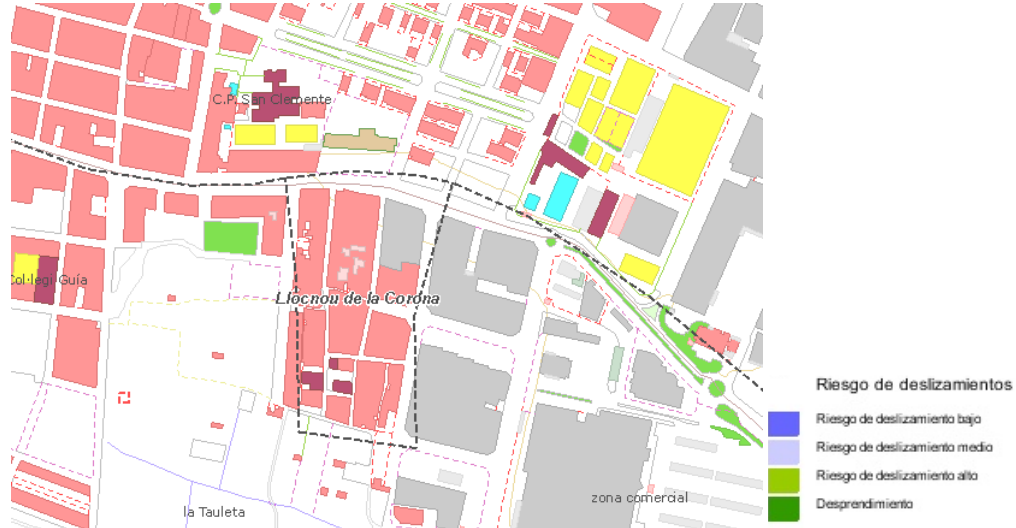 C.P. San Clemente
Col·legi Guía
Llocnou de la Corona
zona comercial
la Tauleta
Riesgo de deslizamientos
Riesgo de deslizamiento bajo
Riesgo de deslizamiento medio
Riesgo de deslizamiento alto
Desprendimiento